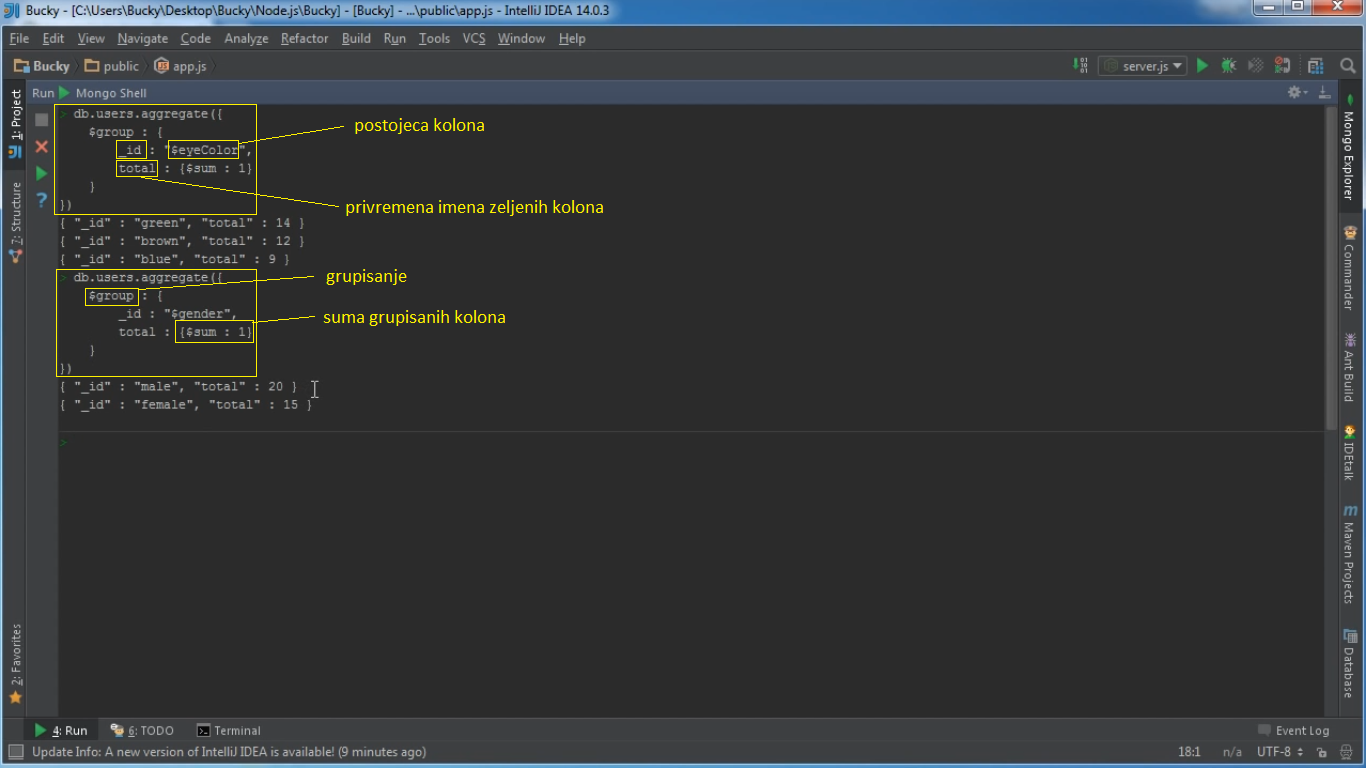 Bucky - [C:\Users\Bucky\Desktop\Bucky\Node.js\Bucky] - [Bucky] - ...\public\app.js - IntelliJ IDEA 14.0.3
File Edit View Navigate Code Analyze Refactor Build Run Tools VCS Window Help
Bucky public app.js server.js
Run Mongo Shell
> db.users.aggregate({
$group : {
_id : "$eyeColor",
total : {$sum : 1}
}
})
postojeca kolona
privremena imena zeljenih kolona
{ "_id" : "green", "total" : 14 }
{ "_id" : "brown", "total" : 12 }
{ "_id" : "blue", "total" : 9 }
> db.users.aggregate({
$group : {
_id : "$gender",
total : {$sum : 1}
}
})
grupisanje
suma grupisanih kolona
{ "_id" : "male", "total" : 20 }
{ "_id" : "female", "total" : 15 }
>
1: Project
7: Structure
2: Favorites
Mongo Explorer
Commander
Ant Build
IDEtalk
Maven Projects
Database
4: Run 6: TODO Terminal Event Log
Update Info: A new version of IntelliJ IDEA is available! (9 minutes ago) 18:1 n/a UTF-8